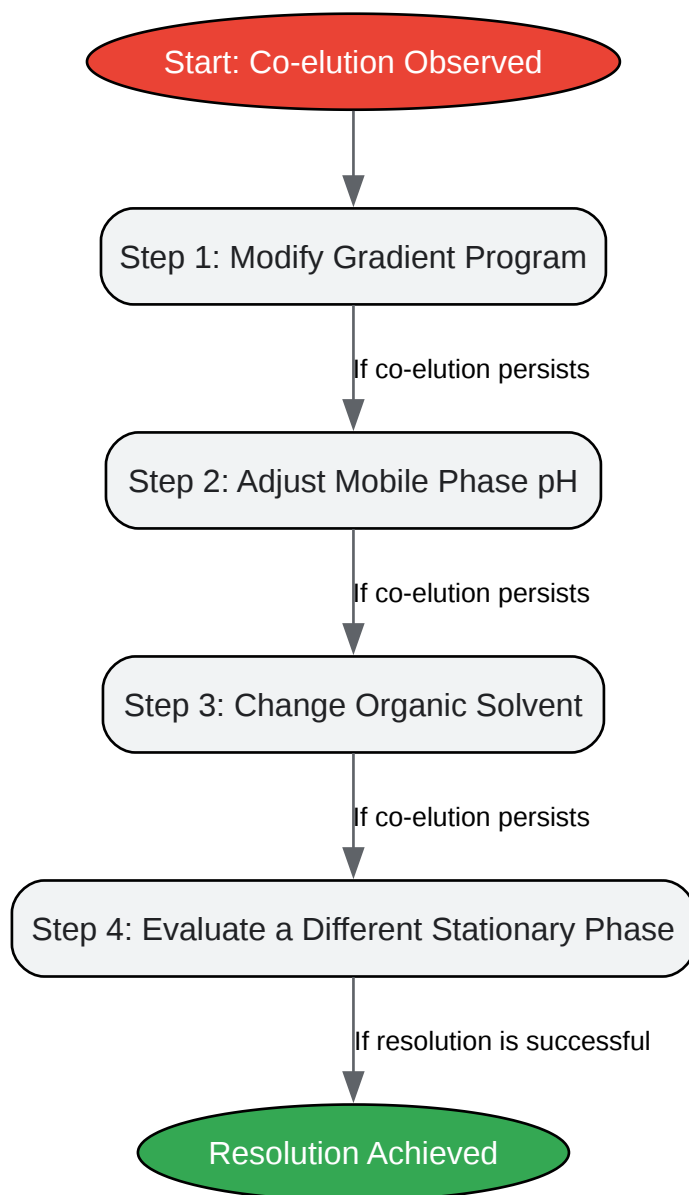 Start: Co-elution Observed
Step 1: Modify Gradient Program
If co-elution persists
Step 2: Adjust Mobile Phase pH
If co-elution persists
Step 3: Change Organic Solvent
If co-elution persists
Step 4: Evaluate a Different Stationary Phase
If resolution is successful
Resolution Achieved